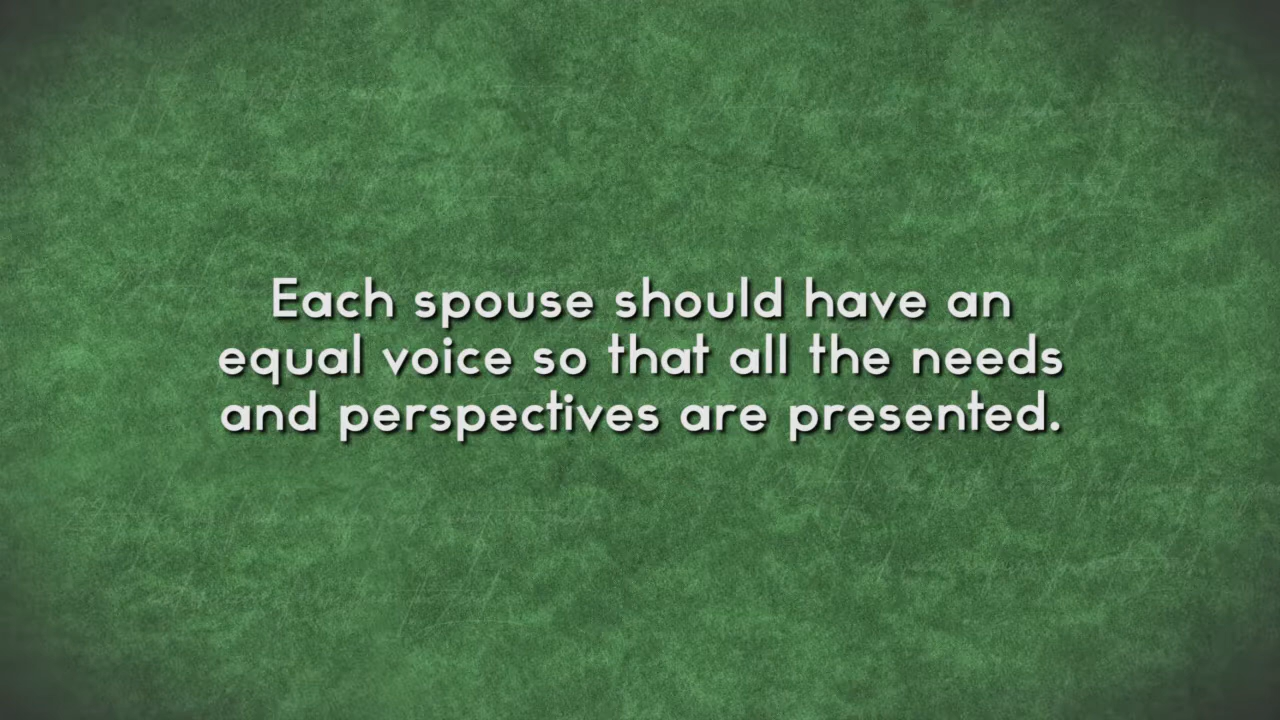 Each spouse should have an
equal voice so that all the needs
and perspectives are presented.